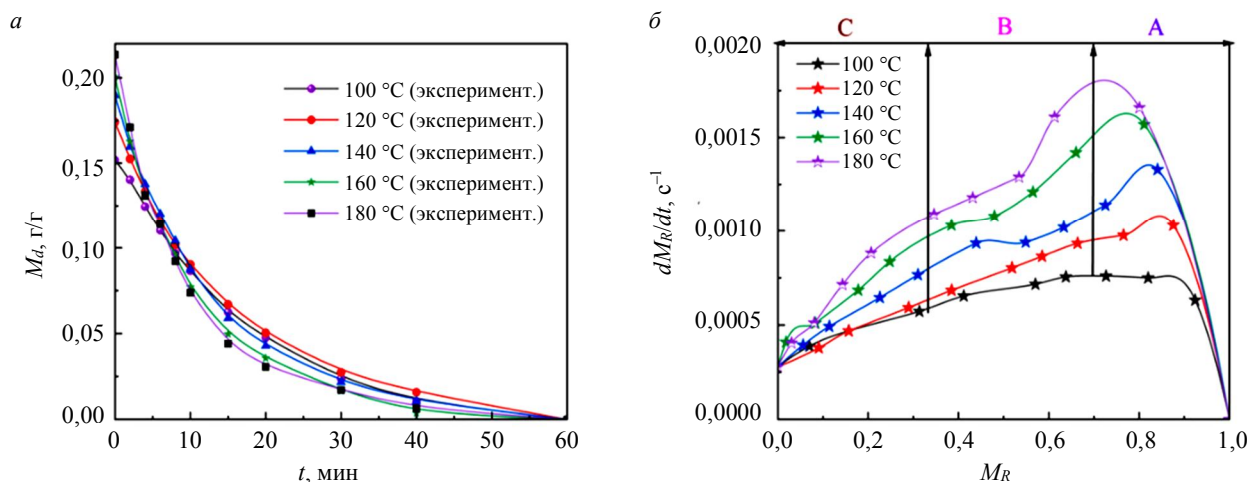 а
M_d, г/г
0,20
0,15
0,10
0,05
0,00
0 10 20 30 40 50 60
t, мин
100 °C (эксперимент.)
120 °C (эксперимент.)
140 °C (эксперимент.)
160 °C (эксперимент.)
180 °C (эксперимент.)
б
C B A
dM_R/dt, с⁻¹
0,0020
0,0015
0,0010
0,0005
0,0000
0,0 0,2 0,4 0,6 0,8 1,0
M_R
100 °C
120 °C
140 °C
160 °C
180 °C